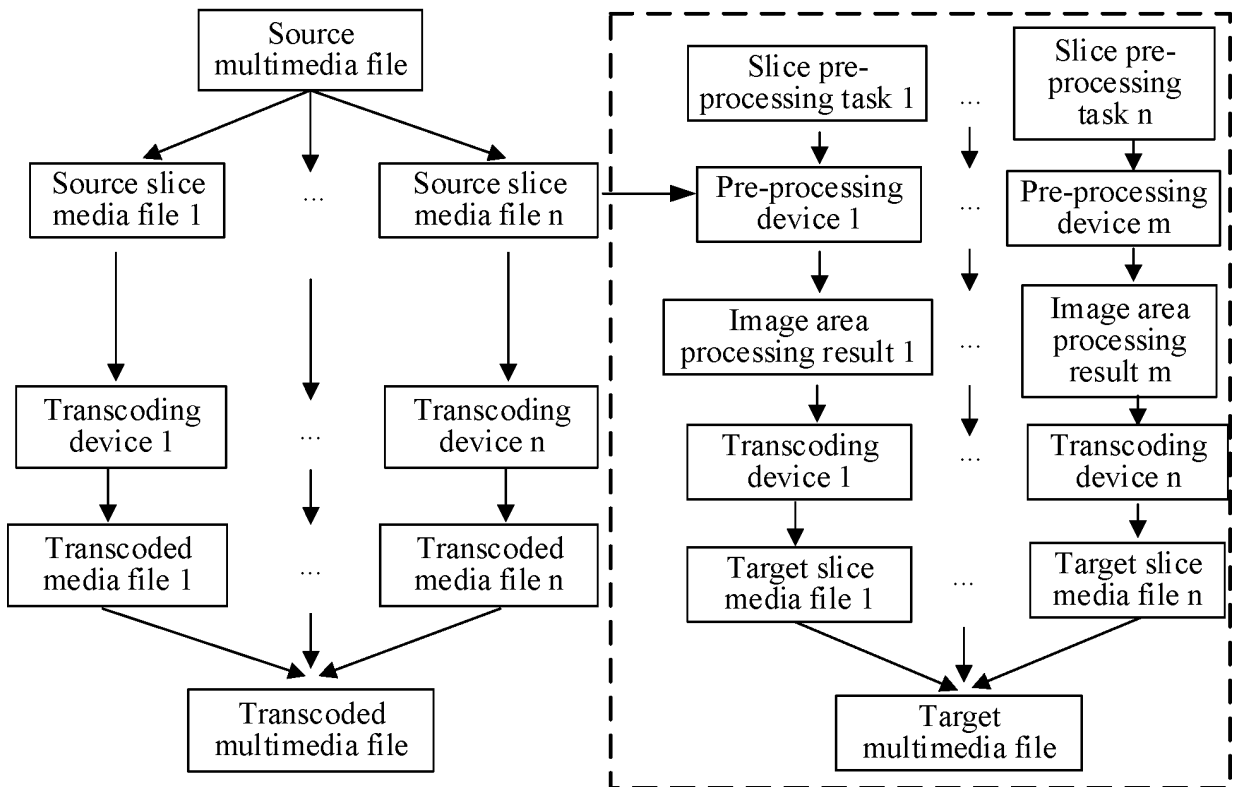 Source
multimedia file
Source slice
media file 1
...
Source slice
media file n
Transcoding
device 1
...
Transcoding
device n
Transcoded
media file 1
...
Transcoded
media file n
Transcoded
multimedia file
Slice pre-
processing task 1
...
Slice pre-
processing
task n
Pre-processing
device 1
...
Pre-processing
device m
Image area
processing result 1
...
Image area
processing
result m
Transcoding
device 1
...
Transcoding
device n
Target slice
media file 1
...
Target slice
media file n
Target
multimedia file